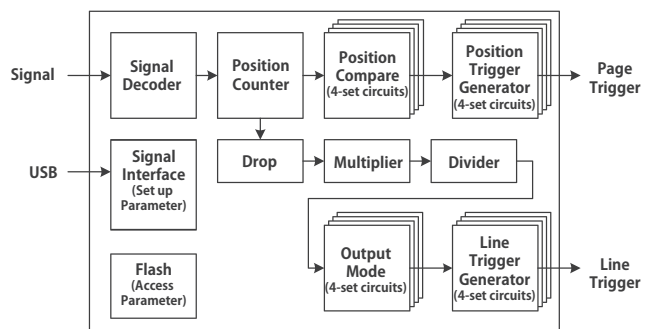 Signal
Signal
Decoder
Position
Counter
Position
Compare
(4-set circuits)
Position
Trigger
Generator
(4-set circuits)
Page
Trigger
USB
Signal
Interface
(Set up
Parameter)
Drop
Multiplier
Divider
Flash
(Access
Parameter)
Output
Mode
(4-set circuits)
Line
Trigger
Generator
(4-set circuits)
Line
Trigger